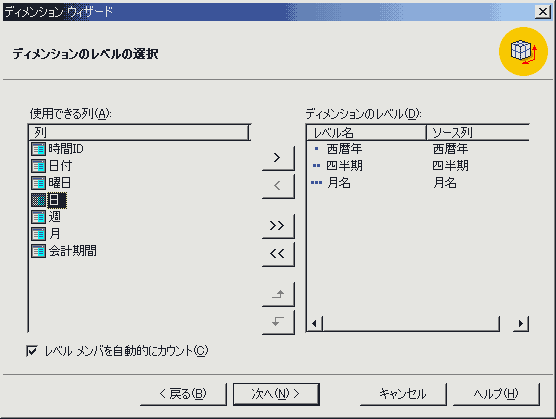 ディメンション ウィザード
ディメンションのレベルの選択
使用できる列(A):
列
時間ID
日付
曜日
日
週
月
会計期間
>
<
>>
<<
ディメンションのレベル(D):
レベル名 ソース列
西暦年 西暦年
四半期 四半期
月名 月名
レベル メンバを自動的にカウント(C)
< 戻る(B)
次へ(N) >
キャンセル
ヘルプ(H)